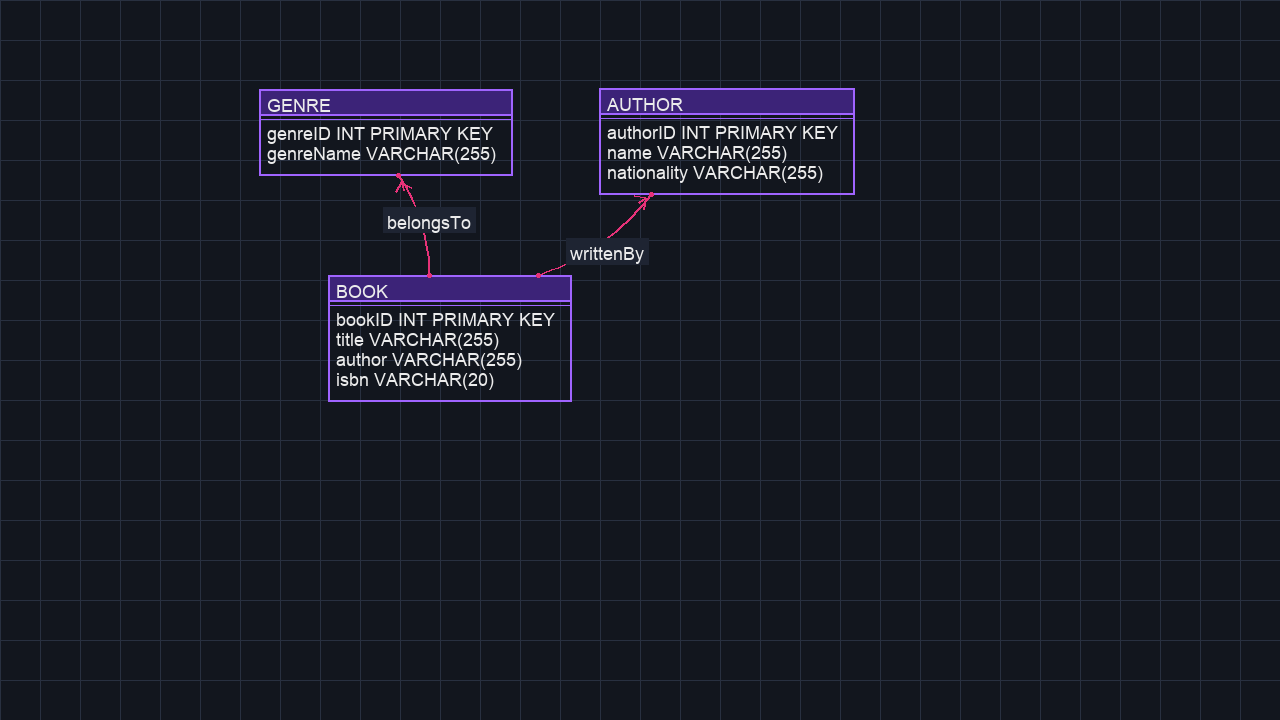 GENRE
genreID INT PRIMARY KEY
genreName VARCHAR(255)
AUTHOR
authorID INT PRIMARY KEY
name VARCHAR(255)
nationality VARCHAR(255)
belongsTo
writtenBy
BOOK
bookID INT PRIMARY KEY
title VARCHAR(255)
author VARCHAR(255)
isbn VARCHAR(20)